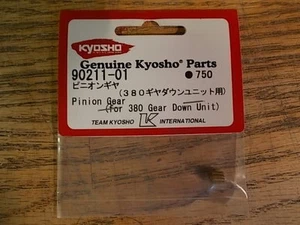 KYOSHO
Genuine Kyosho® Parts
90211-01 ●750
ピニオンギヤ
(380ギヤダウンユニット用)
Pinion Gear
(for 380 Gear Down Unit)
TEAM KYOSHO K INTERNATIONAL